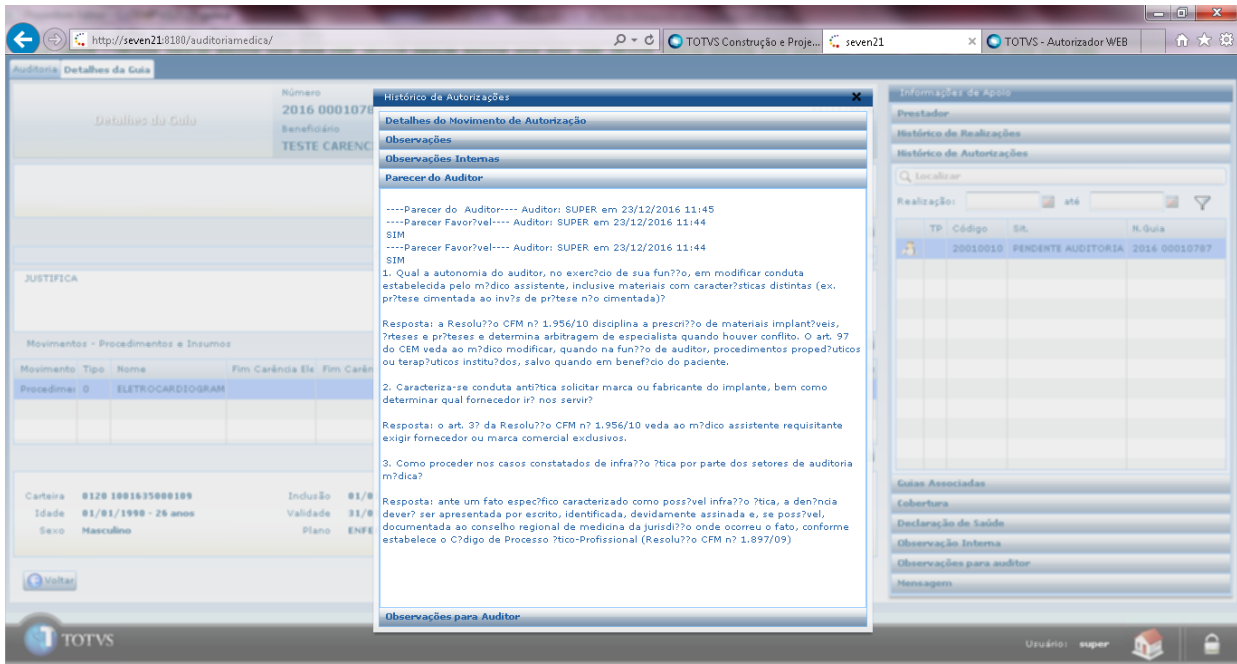 http://seven21:8180/auditoriamedica/
TOTVS Construção e Proje...
seven21
TOTVS - Autorizador WEB
Auditoria
Detalhes da Guia
Detalhes da Guia
Número
2016 0001078
Beneficiário
TESTE CARENC
JUSTIFICA
Movimentos - Procedimentos e Insumos
Movimento Tipo Nome Fim Carência Ele Fim Carên
Procedimei 0 ELETROCARDIOGRAM
Carteira 0120 1001635000109 Inclusão 01/0
Idade 01/01/1990 - 26 anos Validade 31/0
Sexo Masculino Plano ENFE
Voltar
Histórico de Autorizações
Detalhes do Movimento de Autorização
Observações
Observações Internas
Parecer do Auditor
----Parecer do Auditor---- Auditor: SUPER em 23/12/2016 11:45
----Parecer Favor?vel---- Auditor: SUPER em 23/12/2016 11:44
SIM
----Parecer Favor?vel---- Auditor: SUPER em 23/12/2016 11:44
SIM
1. Qual a autonomia do auditor, no exerc?cio de sua fun??o, em modificar conduta
estabelecida pelo m?dico assistente, inclusive materiais com caracter?sticas distintas (ex.
pr?tese cimentada ao inv?s de pr?tese n?o cimentada)?
Resposta: a Resolu??o CFM n? 1.956/10 disciplina a prescri??o de materiais implant?veis,
?rteses e pr?teses e determina arbitragem de especialista quando houver conflito. O art. 97
do CEM veda ao m?dico modificar, quando na fun??o de auditor, procedimentos proped?uticos
ou terap?uticos institu?dos, salvo quando em benef?cio do paciente.
2. Caracteriza-se conduta anti?tica solicitar marca ou fabricante do implante, bem como
determinar qual fornecedor ir? nos servir?
Resposta: o art. 3? da Resolu??o CFM n? 1.956/10 veda ao m?dico assistente requisitante
exigir fornecedor ou marca comercial exclusivos.
3. Como proceder nos casos constatados de infra??o ?tica por parte dos setores de auditoria
m?dica?
Resposta: ante um fato espec?fico caracterizado como poss?vel infra??o ?tica, a den?ncia
dever? ser apresentada por escrito, identificada, devidamente assinada e, se poss?vel,
documentada ao conselho regional de medicina da jurisdi??o onde ocorreu o fato, conforme
estabelece o C?digo de Processo ?tico-Profissional (Resolu??o CFM n? 1.897/09)
Observações para Auditor
Informações de Apoio
Prestador
Histórico de Realizações
Histórico de Autorizações
Localizar
Realização: até
TP Código Sit. N.Guia
20010010 PENDENTE AUDITORIA 2016 00010787
Guias Associadas
Cobertura
Declaração de Saúde
Observação Interna
Observações para auditor
Mensagem
TOTVS
Usuário: super